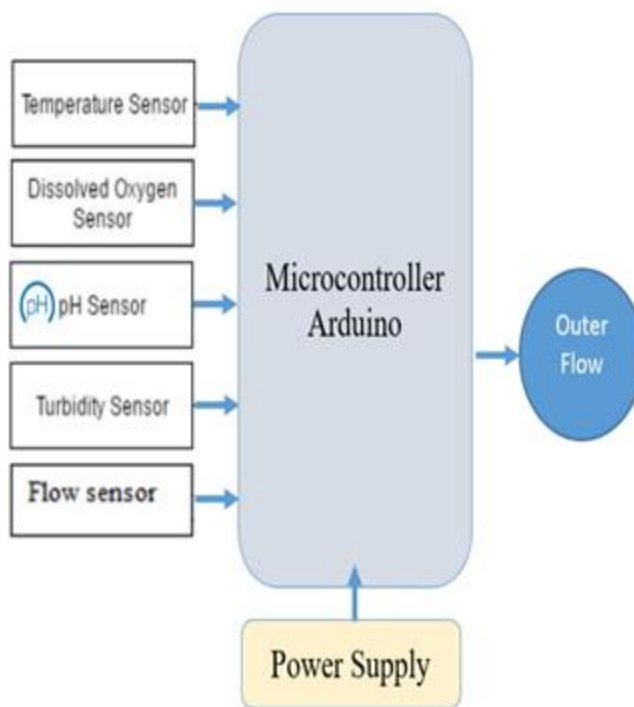 Temperature Sensor
Dissolved Oxygen
Sensor
pH pH Sensor
Turbidity Sensor
Flow sensor
Microcontroller
Arduino
Outer
Flow
Power Supply